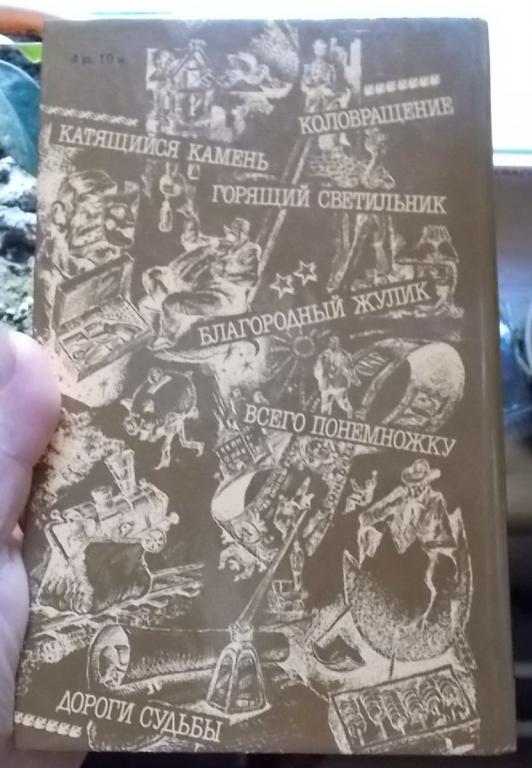 4 р. 10 к.
КОЛОВРАЩЕНИЕ
КАТЯЩИЙСЯ КАМЕНЬ
ГОРЯЩИЙ СВЕТИЛЬНИК
БЛАГОРОДНЫЙ ЖУЛИК
ВСЕГО ПОНЕМНОЖКУ
ДОРОГИ СУДЬБЫ